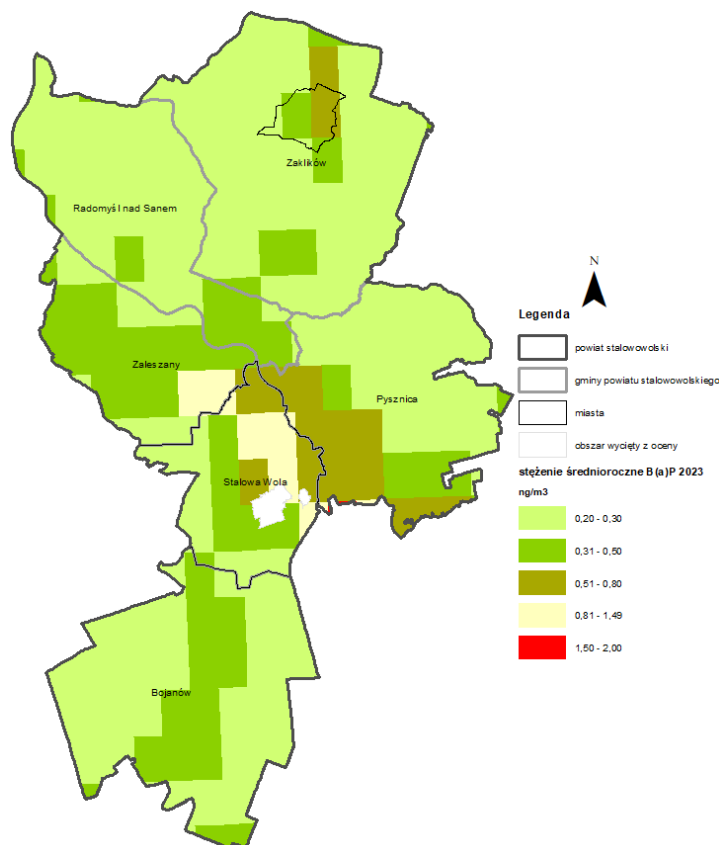 Zaklików
Radomyśl nad Sanem
N
Legenda
powiat stalowowolski
Zaleszany
gminy powiatu stalowowolskiego
Pysznica
miasta
obszar wycięty z oceny
stężenie średnioroczne B(a)P 2023
Stalowa Wola
ng/m3
0,20 - 0,30
0,31 - 0,50
0,51 - 0,80
0,81 - 1,49
1,50 - 2,00
Bojanów